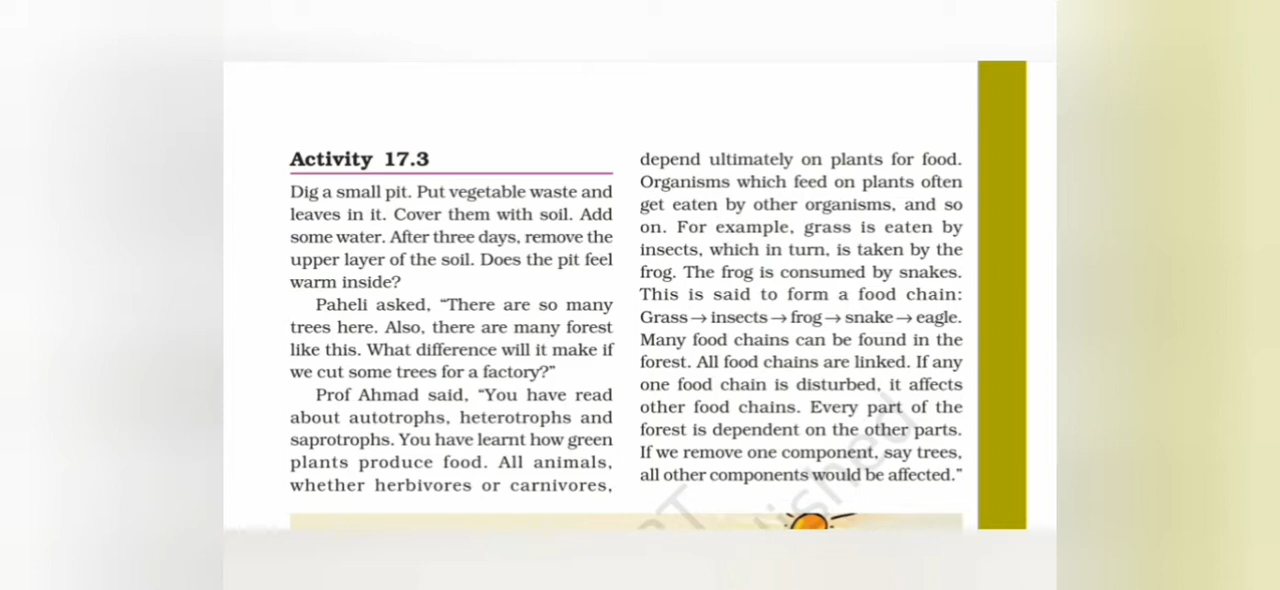 Activity 17.3
Dig a small pit. Put vegetable waste and
leaves in it. Cover them with soil. Add
some water. After three days, remove the
upper layer of the soil. Does the pit feel
warm inside?
Paheli asked, “There are so many
trees here. Also, there are many forest
like this. What difference will it make if
we cut some trees for a factory?”
Prof Ahmad said, “You have read
about autotrophs, heterotrophs and
saprotrophs. You have learnt how green
plants produce food. All animals,
whether herbivores or carnivores,
depend ultimately on plants for food.
Organisms which feed on plants often
get eaten by other organisms, and so
on. For example, grass is eaten by
insects, which in turn, is taken by the
frog. The frog is consumed by snakes.
This is said to form a food chain:
Grass→insects→frog→snake→eagle.
Many food chains can be found in the
forest. All food chains are linked. If any
one food chain is disturbed, it affects
other food chains. Every part of the
forest is dependent on the other parts.
If we remove one component, say trees,
all other components would be affected.”